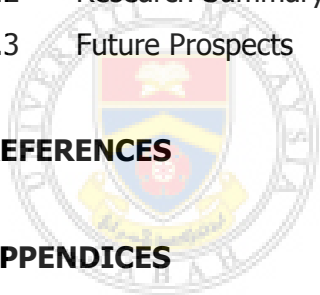 .2 Research Summary
.3 Future Prospects
EFERENCES
PPENDICES